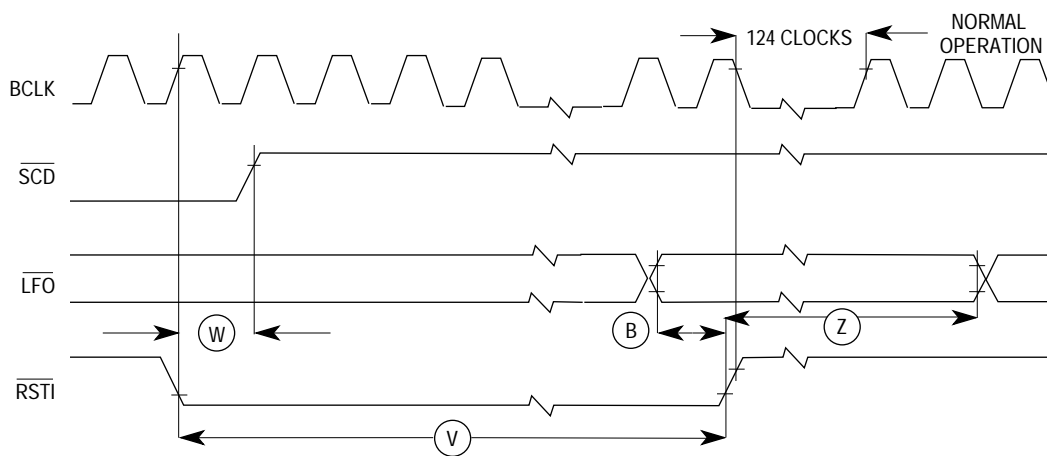 124 CLOCKS
NORMAL
OPERATION
BCLK
SCD
LFO
W
B
Z
RSTI
V